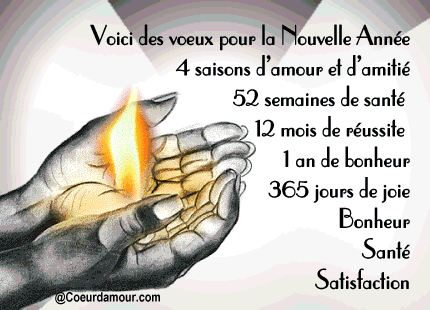 Voici des voeux pour la Nouvelle Année
4 saisons d'amour et d'amitié
52 semaines de santé
12 mois de réussite
1 an de bonheur
365 jours de joie
Bonheur
Santé
Satisfaction
@Coeurdamour.com